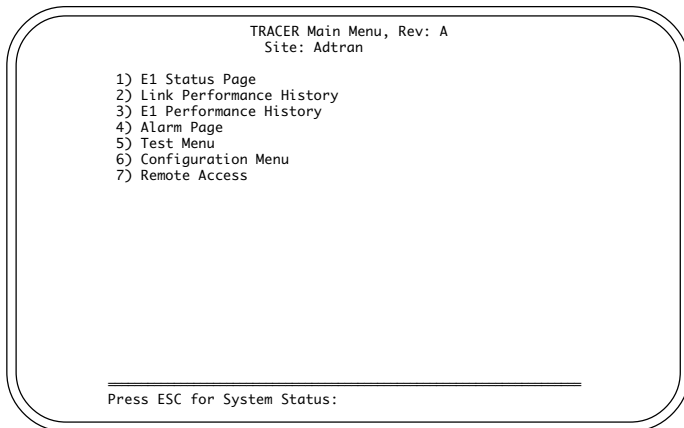 TRACER Main Menu, Rev: A
Site: Adtran
1) E1 Status Page
2) Link Performance History
3) E1 Performance History
4) Alarm Page
5) Test Menu
6) Configuration Menu
7) Remote Access
Press ESC for System Status: